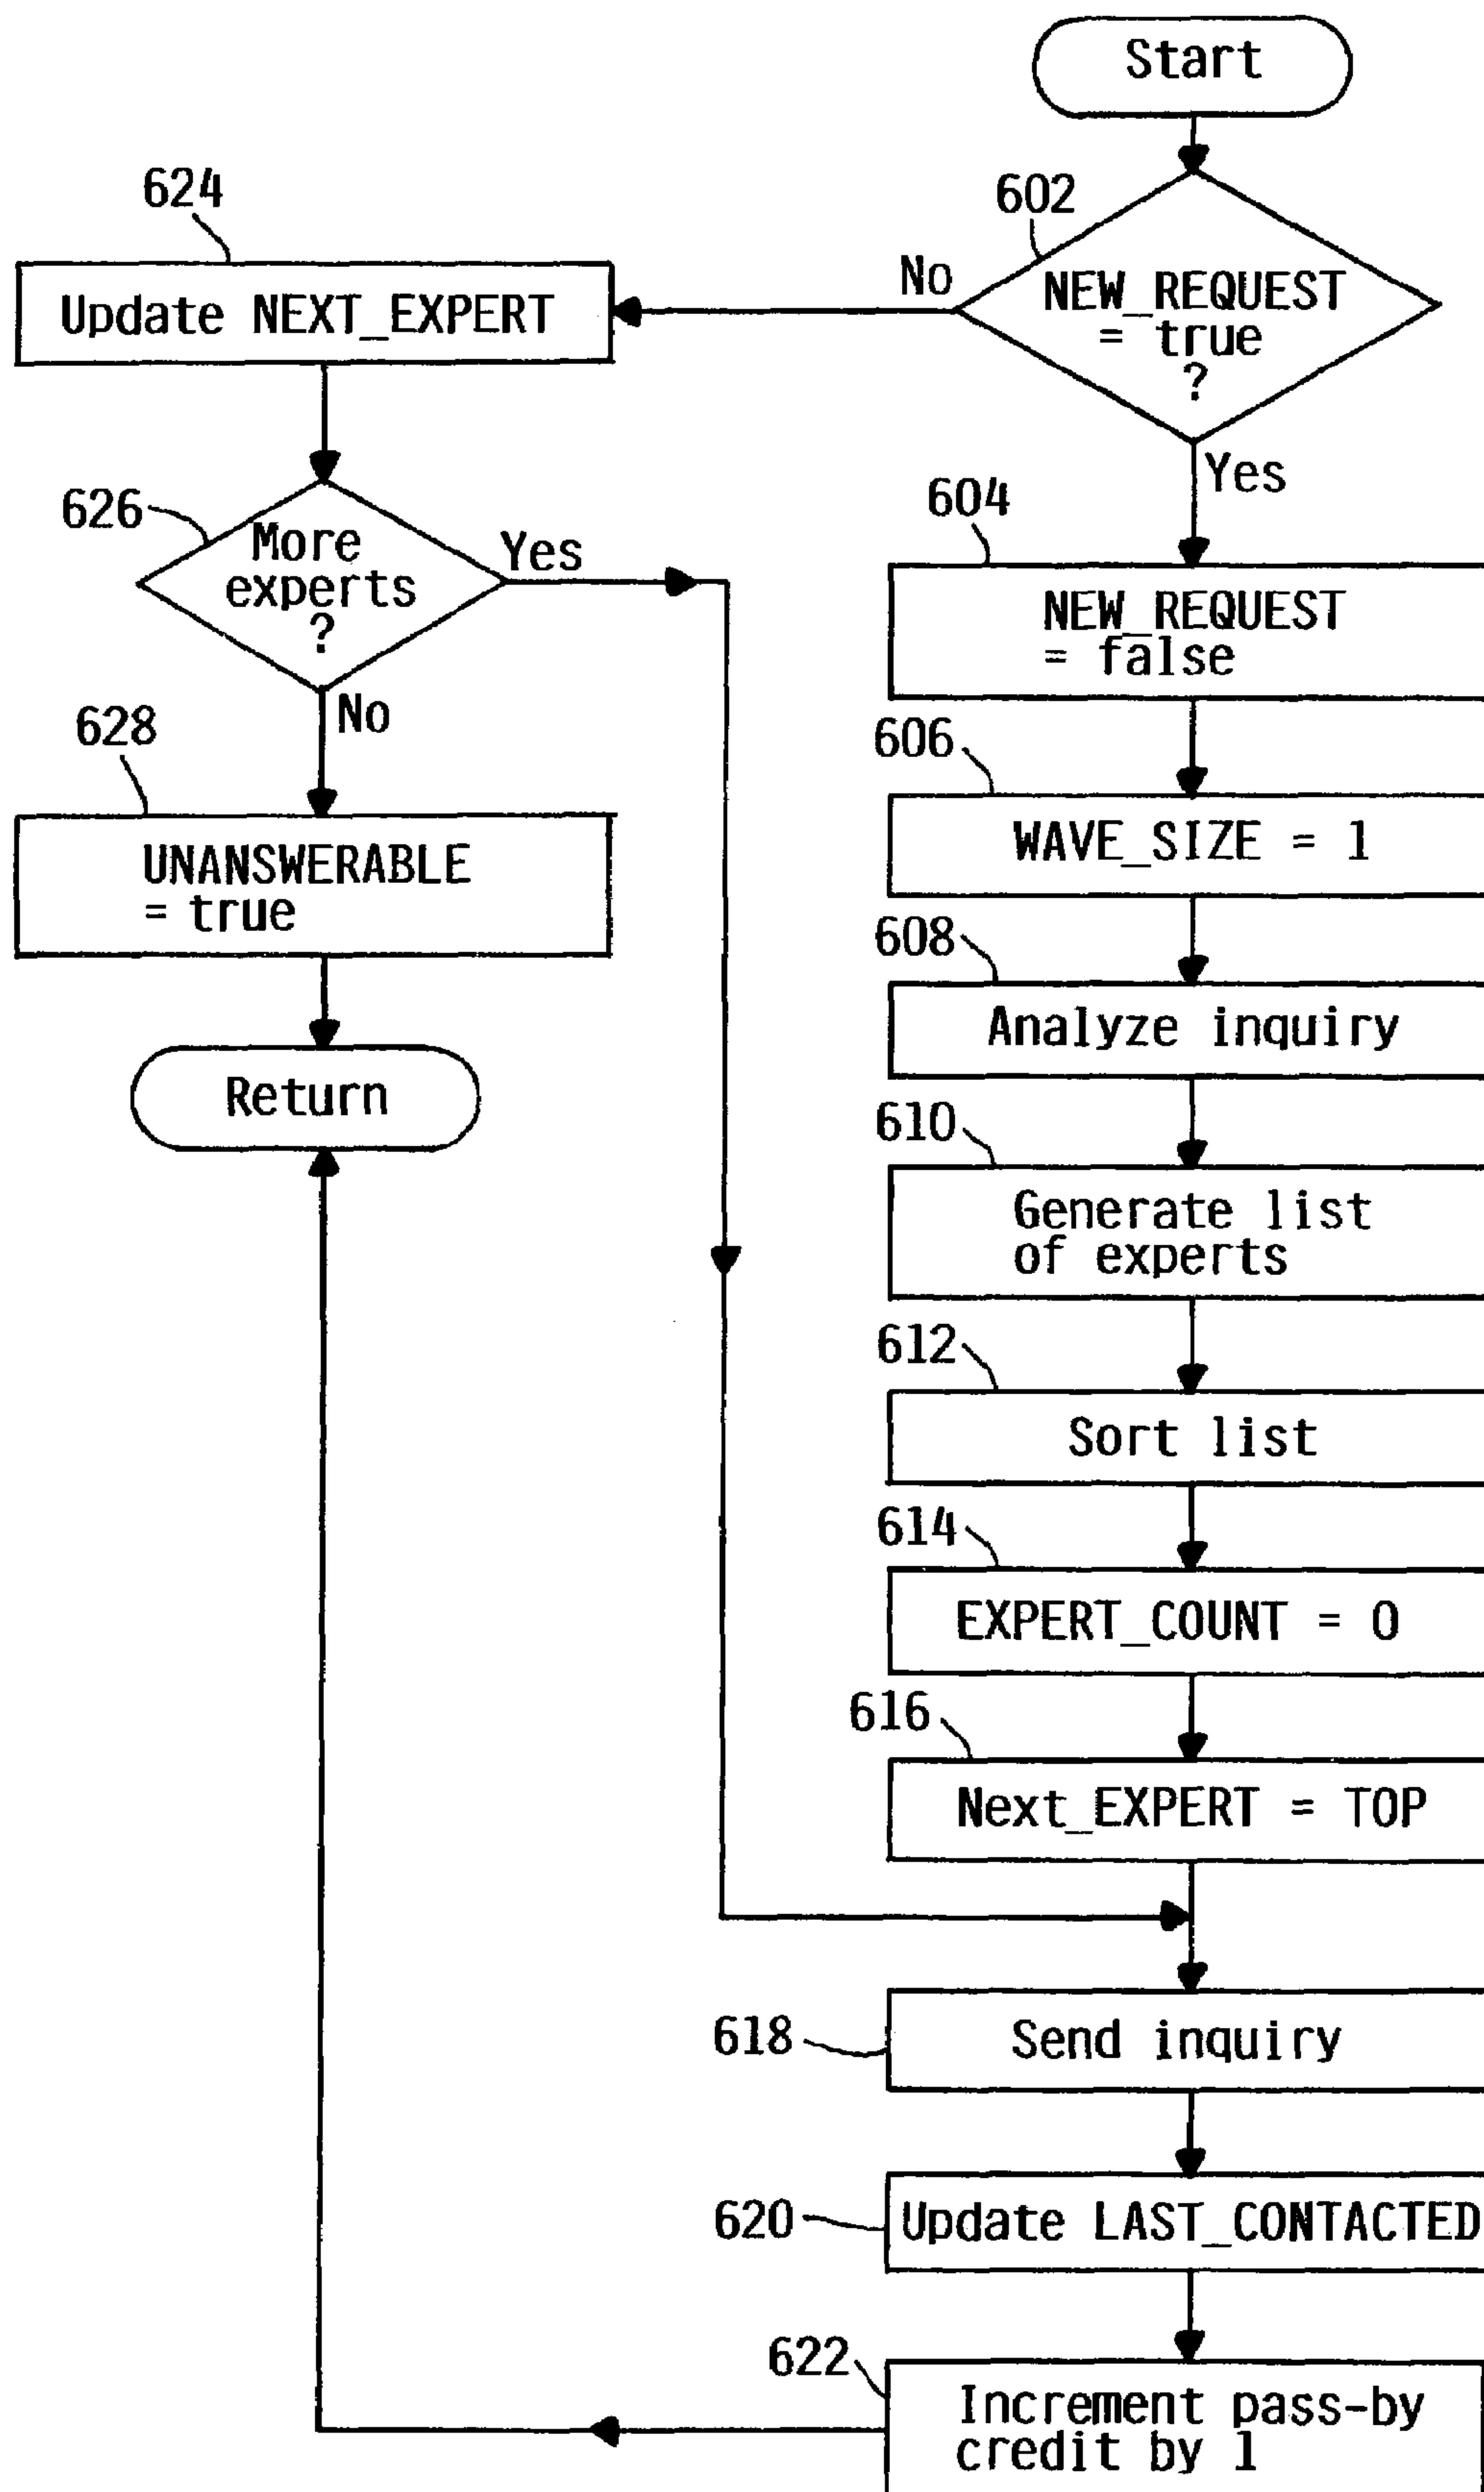 Start
602
NEW_REQUEST
= true
?
No
Yes
624
Update NEXT_EXPERT
626
More
experts
?
Yes
No
628
UNANSWERABLE
= true
Return
604
NEW_REQUEST
= false
606
WAVE_SIZE = 1
608
Analyze inquiry
610
Generate list
of experts
612
Sort list
614
EXPERT_COUNT = 0
616
Next_EXPERT = TOP
618
Send inquiry
620
Update LAST_CONTACTED
622
Increment pass-by
credit by 1